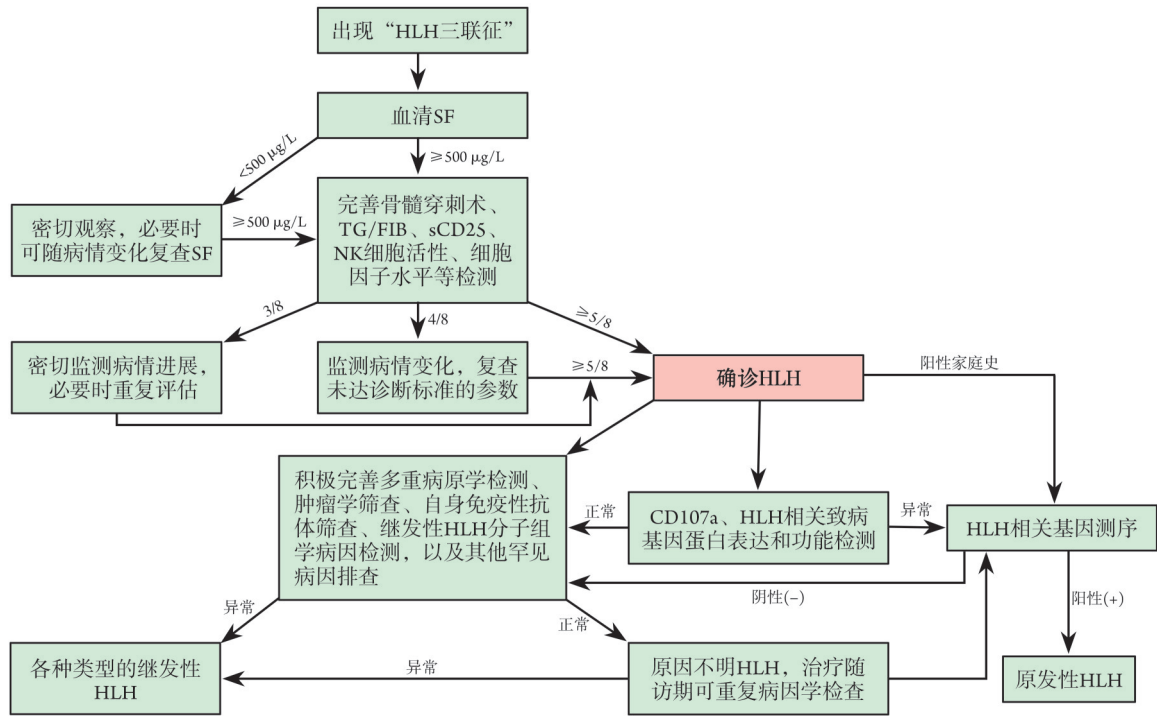 出现“HLH三联征”
血清SF
<500 μg/L
≥500 μg/L
密切观察，必要时
可随病情变化复查SF
≥500 μg/L
完善骨髓穿刺术、
TG/FIB、sCD25、
NK细胞活性、细胞
因子水平等检测
3/8
4/8
≥5/8
密切监测病情进展，
必要时重复评估
监测病情变化，复查
未达诊断标准的参数
≥5/8
确诊HLH
阳性家庭史
积极完善多重病原学检测、
肿瘤学筛查、自身免疫性抗
体筛查、继发性HLH分子组
学病因检测，以及其他罕见
病因排查
正常
CD107a、HLH相关致病
基因蛋白表达和功能检测
异常
HLH相关基因测序
阴性(−)
阳性(+)
异常
正常
各种类型的继发性
HLH
异常
原因不明HLH，治疗随
访期可重复病因学检查
原发性HLH